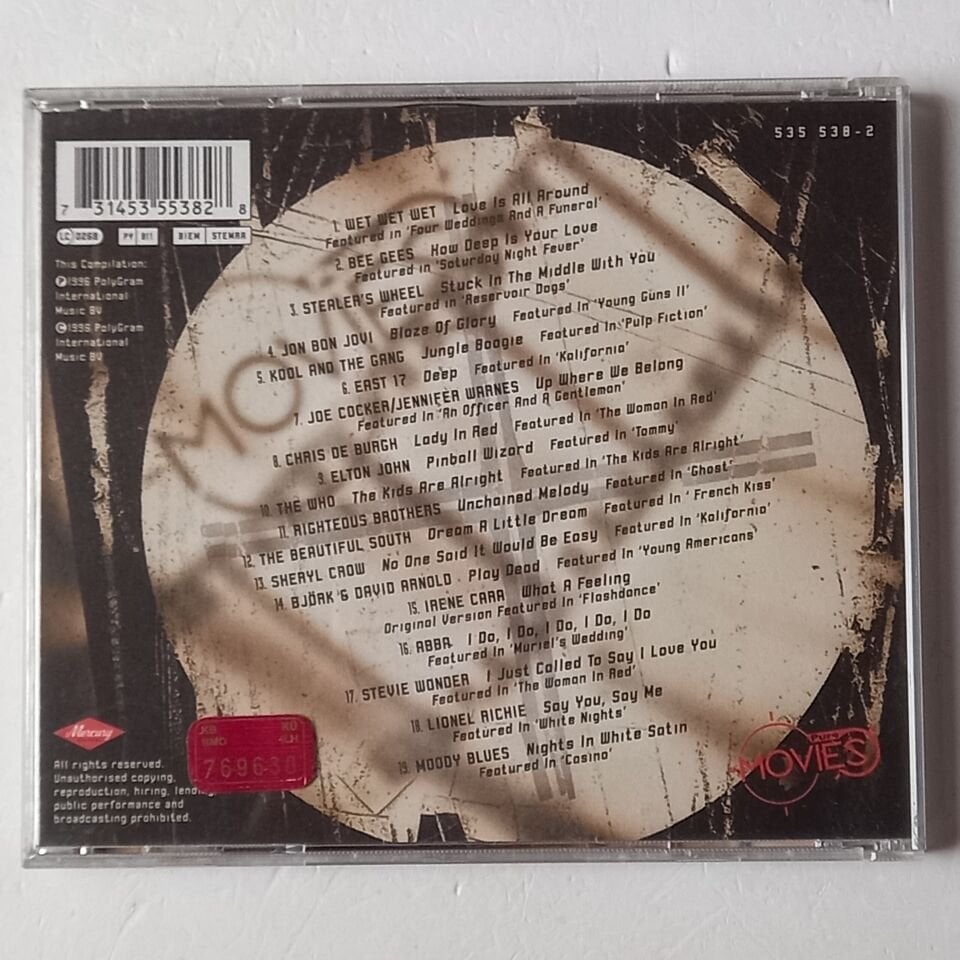 535 538-2
7 31453 55382 8
LC 0268 PY 811 BIEM STEMRA
This Compilation:
Ⓟ1996 PolyGram
International
Music BV
©1996 PolyGram
International
Music BV
1. WET WET WET Love Is All Around
Featured in 'Four Weddings And A Funeral'
2. BEE GEES How Deep Is Your Love
Featured in 'Saturday Night Fever'
3. STEALER'S WHEEL Stuck In The Middle With You
Featured in 'Reservoir Dogs'
4. JON BON JOVI Blaze Of Glory Featured In 'Young Guns II'
5. KOOL AND THE GANG Jungle Boogie Featured In 'Pulp Fiction'
6. EAST 17 Deep Featured In 'Kalifornia'
7. JOE COCKER/JENNIFER WARNES Up Where We Belong
Featured In 'An Officer And A Gentleman'
8. CHRIS DE BURGH Lady In Red Featured In 'The Woman In Red'
9. ELTON JOHN Pinball Wizard Featured In 'Tommy'
10. THE WHO The Kids Are Alright Featured In 'The Kids Are Alright'
11. RIGHTEOUS BROTHERS Unchained Melody Featured In 'Ghost'
12. THE BEAUTIFUL SOUTH Dream A Little Dream Featured In 'French Kiss'
13. SHERYL CROW No One Said It Would Be Easy Featured In 'Kalifornia'
14. BJÖRK & DAVID ARNOLD Play Dead Featured In 'Young Americans'
15. IRENE CARA What A Feeling
Original Version Featured In 'Flashdance'
16. ABBA I Do, I Do, I Do, I Do, I Do
Featured In 'Muriel's Wedding'
17. STEVIE WONDER I Just Called To Say I Love You
Featured In 'The Woman In Red'
18. LIONEL RICHIE Say You, Say Me
Featured In 'White Nights'
19. MOODY BLUES Nights In White Satin
Featured In 'Casino'
Mercury
All rights reserved.
Unauthorised copying,
reproduction, hiring, lending,
public performance and
broadcasting prohibited.
KB KÜ
769630
MOVIES